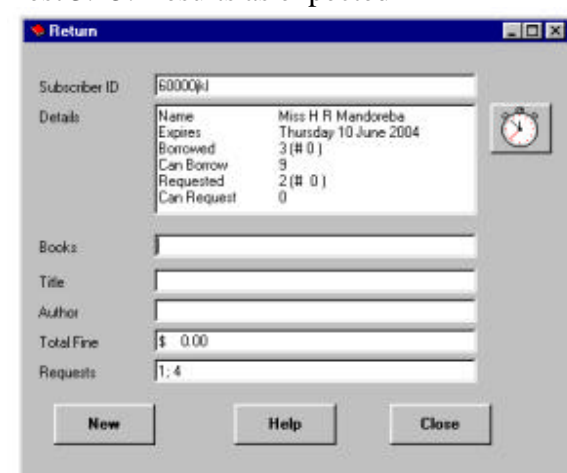 Return
Subscriber ID 60000jkl
Details Name Miss H R Mandoreba
Expires Thursday 10 June 2004
Borrowed 3 (# 0 )
Can Borrow 9
Requested 2 (# 0 )
Can Request 0
Books
Title
Author
Total Fine $ 0.00
Requests 1; 4
New Help Close